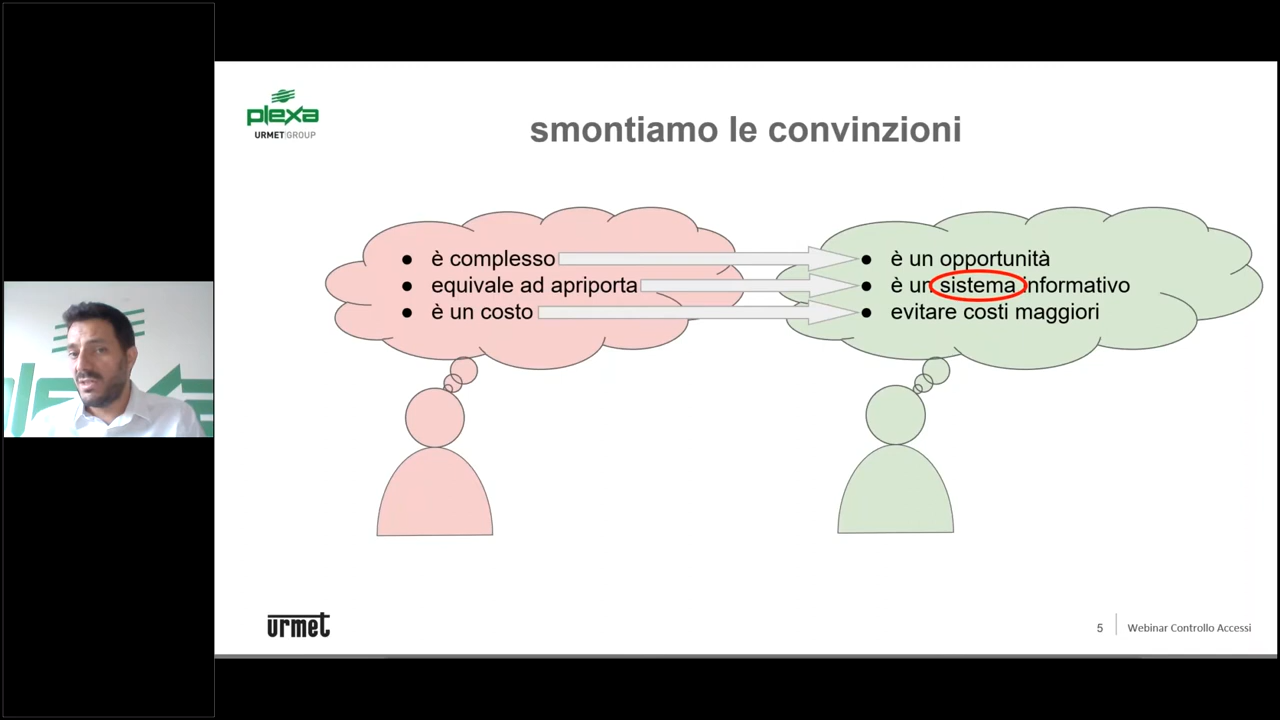 plexa
URMET GROUP
smontiamo le convinzioni
● è complesso
● equivale ad apriporta
● è un costo
● è un opportunità
● è un sistema informativo
● evitare costi maggiori
urmet
5
Webinar Controllo Accessi